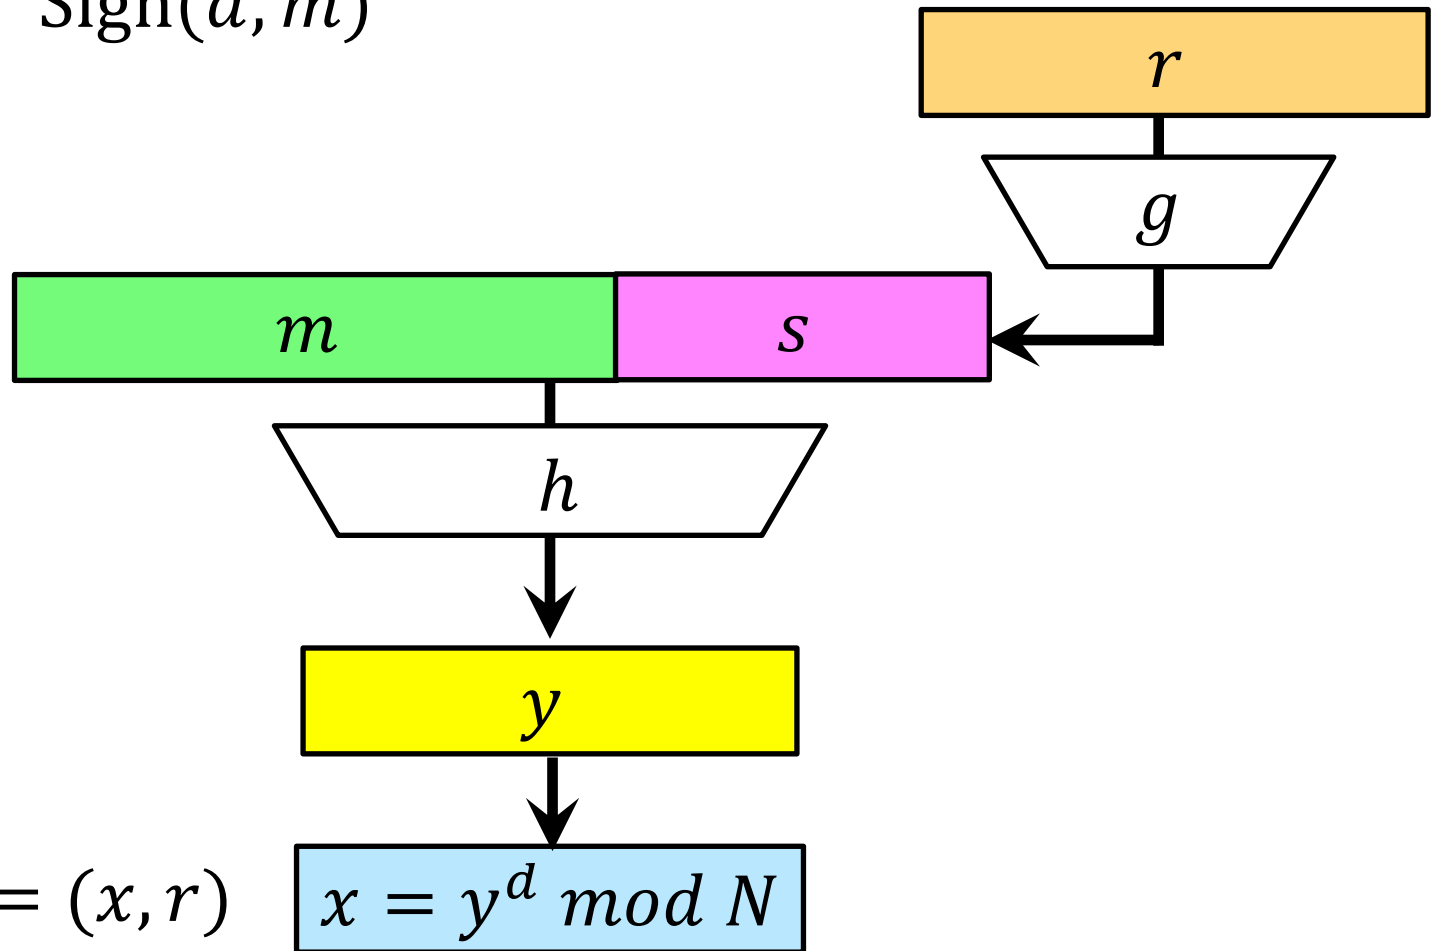 Sign(d, m)
r
g
m s
h
y
= (x, r)
x = y^d mod N